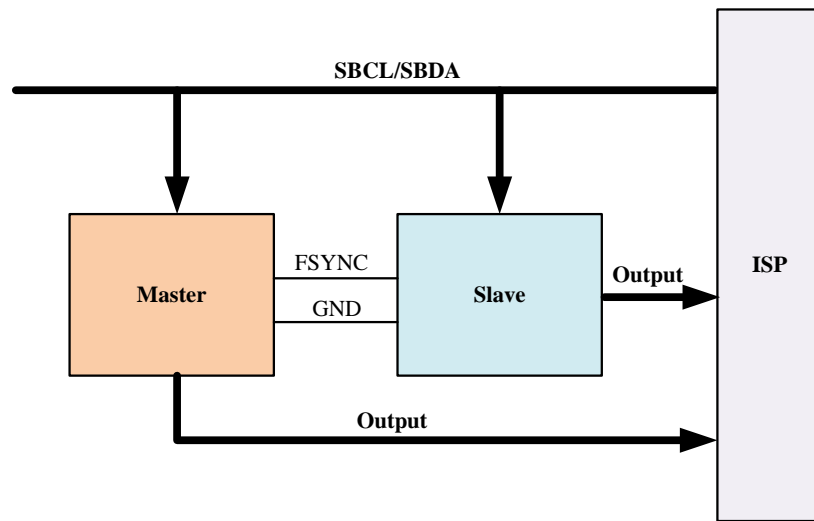 SBCL/SBDA
Master
FSYNC
GND
Slave
Output
ISP
Output